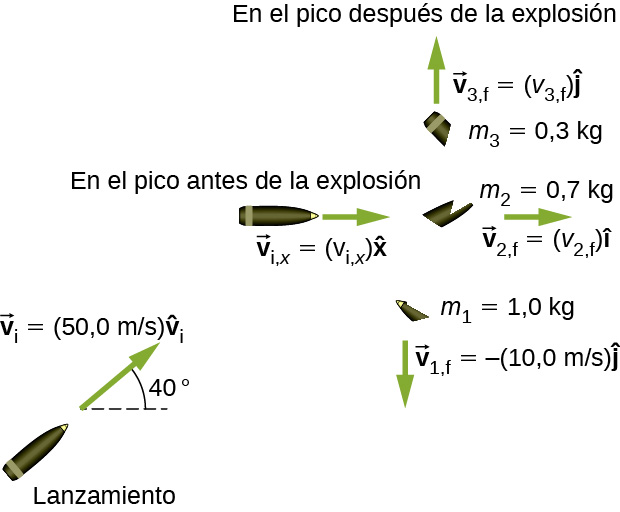 En el pico después de la explosión
v⃗3,f = (v3,f)ĵ
m3 = 0,3 kg
En el pico antes de la explosión
m2 = 0,7 kg
v⃗i,x = (vi,x)x̂
v⃗2,f = (v2,f)î
m1 = 1,0 kg
v⃗i = (50,0 m/s)v̂i
v⃗1,f = –(10,0 m/s)ĵ
40 °
Lanzamiento